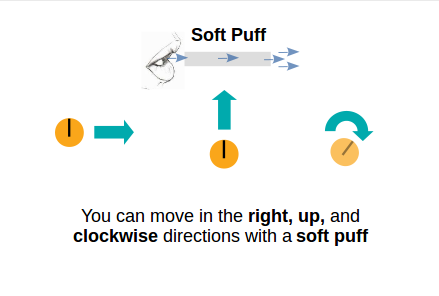 Soft Puff
You can move in the right, up, and
clockwise directions with a soft puff